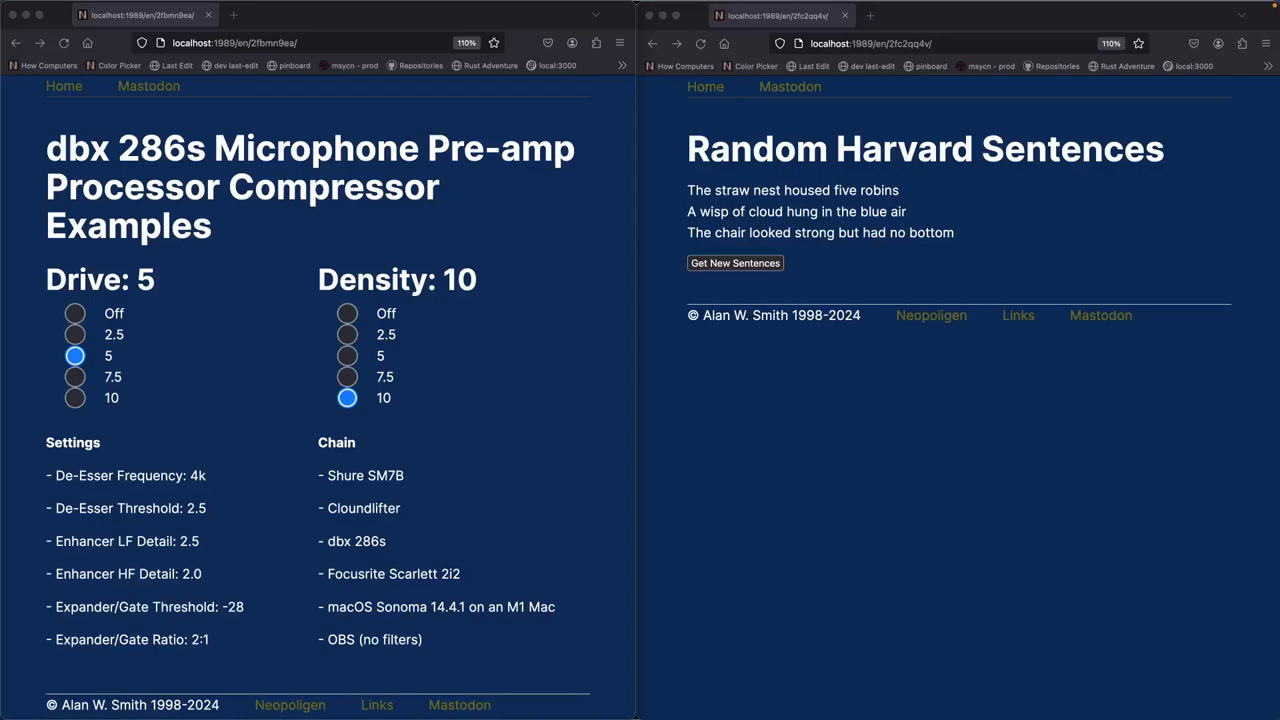 localhost:1989/en/2fbmn9ea/
localhost:1989/en/2fbmn9ea/
110%
How Computers
Color Picker
Last Edit
dev last-edit
pinboard
msycn - prod
Repositories
Rust Adventure
local:3000
Home
Mastodon
dbx 286s Microphone Pre-amp
Processor Compressor
Examples
Drive: 5
Off
2.5
5
7.5
10
Density: 10
Off
2.5
5
7.5
10
Settings
- De-Esser Frequency: 4k
- De-Esser Threshold: 2.5
- Enhancer LF Detail: 2.5
- Enhancer HF Detail: 2.0
- Expander/Gate Threshold: -28
- Expander/Gate Ratio: 2:1
Chain
- Shure SM7B
- Cloundlifter
- dbx 286s
- Focusrite Scarlett 2i2
- macOS Sonoma 14.4.1 on an M1 Mac
- OBS (no filters)
© Alan W. Smith 1998-2024
Neopoligen
Links
Mastodon
localhost:1989/en/2fc2qq4v/
localhost:1989/en/2fc2qq4v/
110%
How Computers
Color Picker
Last Edit
dev last-edit
pinboard
msycn - prod
Repositories
Rust Adventure
local:3000
Home
Mastodon
Random Harvard Sentences
The straw nest housed five robins
A wisp of cloud hung in the blue air
The chair looked strong but had no bottom
Get New Sentences
© Alan W. Smith 1998-2024
Neopoligen
Links
Mastodon